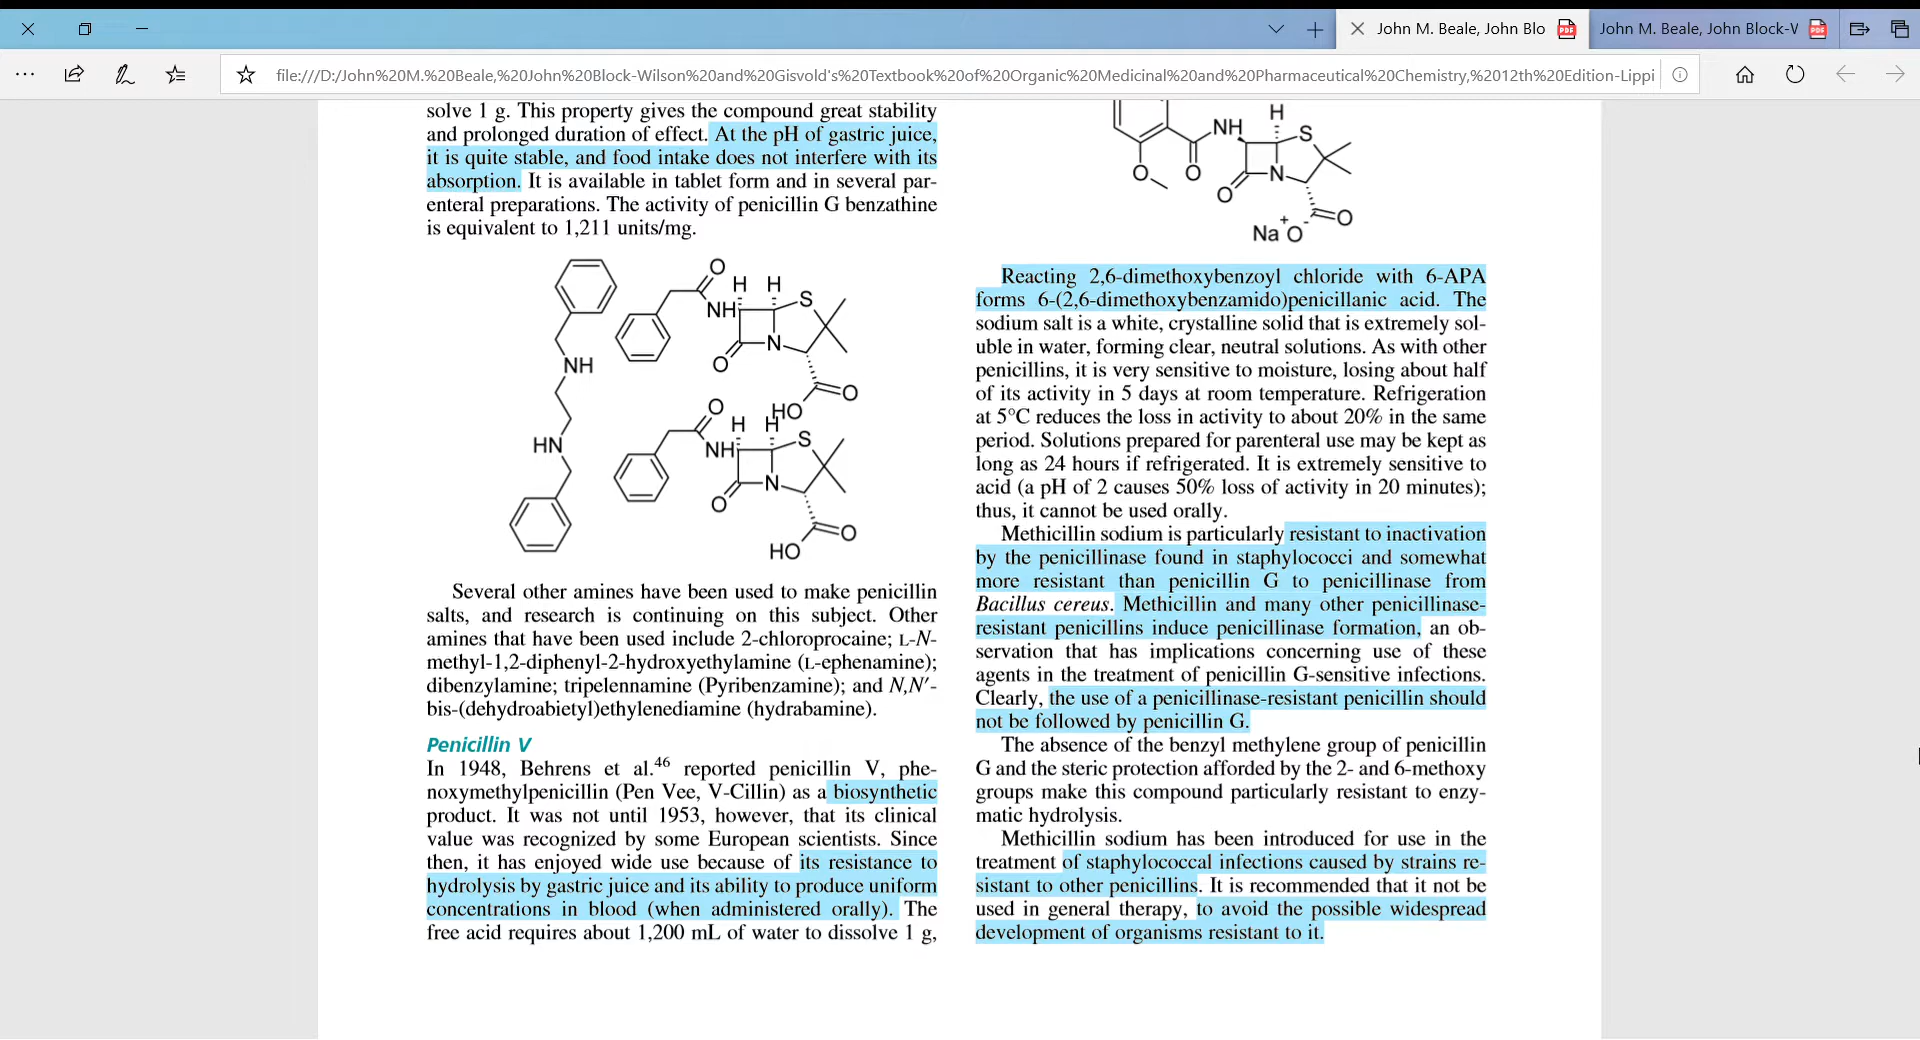 John M. Beale, John Blo
John M. Beale, John Block-V
file:///D:/John%20M.%20Beale,%20John%20Block-Wilson%20and%20Gisvold's%20Textbook%20of%20Organic%20Medicinal%20and%20Pharmaceutical%20Chemistry,%2012th%20Edition-Lippi
solve 1 g. This property gives the compound great stability
and prolonged duration of effect. At the pH of gastric juice,
it is quite stable, and food intake does not interfere with its
absorption. It is available in tablet form and in several par-
enteral preparations. The activity of penicillin G benzathine
is equivalent to 1,211 units/mg.
O
H H
S
NH
N
O
NH
O
HO
O
H H
S
HN
NH
N
O
O
HO
Several other amines have been used to make penicillin
salts, and research is continuing on this subject. Other
amines that have been used include 2-chloroprocaine; L-N-
methyl-1,2-diphenyl-2-hydroxyethylamine (L-ephenamine);
dibenzylamine; tripelennamine (Pyribenzamine); and N,N′-
bis-(dehydroabietyl)ethylenediamine (hydrabamine).
Penicillin V
In 1948, Behrens et al.46 reported penicillin V, phe-
noxymethylpenicillin (Pen Vee, V-Cillin) as a biosynthetic
product. It was not until 1953, however, that its clinical
value was recognized by some European scientists. Since
then, it has enjoyed wide use because of its resistance to
hydrolysis by gastric juice and its ability to produce uniform
concentrations in blood (when administered orally). The
free acid requires about 1,200 mL of water to dissolve 1 g,
H
NH
S
O
O
N
O
O
Na+ O-
Reacting 2,6-dimethoxybenzoyl chloride with 6-APA
forms 6-(2,6-dimethoxybenzamido)penicillanic acid. The
sodium salt is a white, crystalline solid that is extremely sol-
uble in water, forming clear, neutral solutions. As with other
penicillins, it is very sensitive to moisture, losing about half
of its activity in 5 days at room temperature. Refrigeration
at 5°C reduces the loss in activity to about 20% in the same
period. Solutions prepared for parenteral use may be kept as
long as 24 hours if refrigerated. It is extremely sensitive to
acid (a pH of 2 causes 50% loss of activity in 20 minutes);
thus, it cannot be used orally.
Methicillin sodium is particularly resistant to inactivation
by the penicillinase found in staphylococci and somewhat
more resistant than penicillin G to penicillinase from
Bacillus cereus. Methicillin and many other penicillinase-
resistant penicillins induce penicillinase formation, an ob-
servation that has implications concerning use of these
agents in the treatment of penicillin G-sensitive infections.
Clearly, the use of a penicillinase-resistant penicillin should
not be followed by penicillin G.
The absence of the benzyl methylene group of penicillin
G and the steric protection afforded by the 2- and 6-methoxy
groups make this compound particularly resistant to enzy-
matic hydrolysis.
Methicillin sodium has been introduced for use in the
treatment of staphylococcal infections caused by strains re-
sistant to other penicillins. It is recommended that it not be
used in general therapy, to avoid the possible widespread
development of organisms resistant to it.